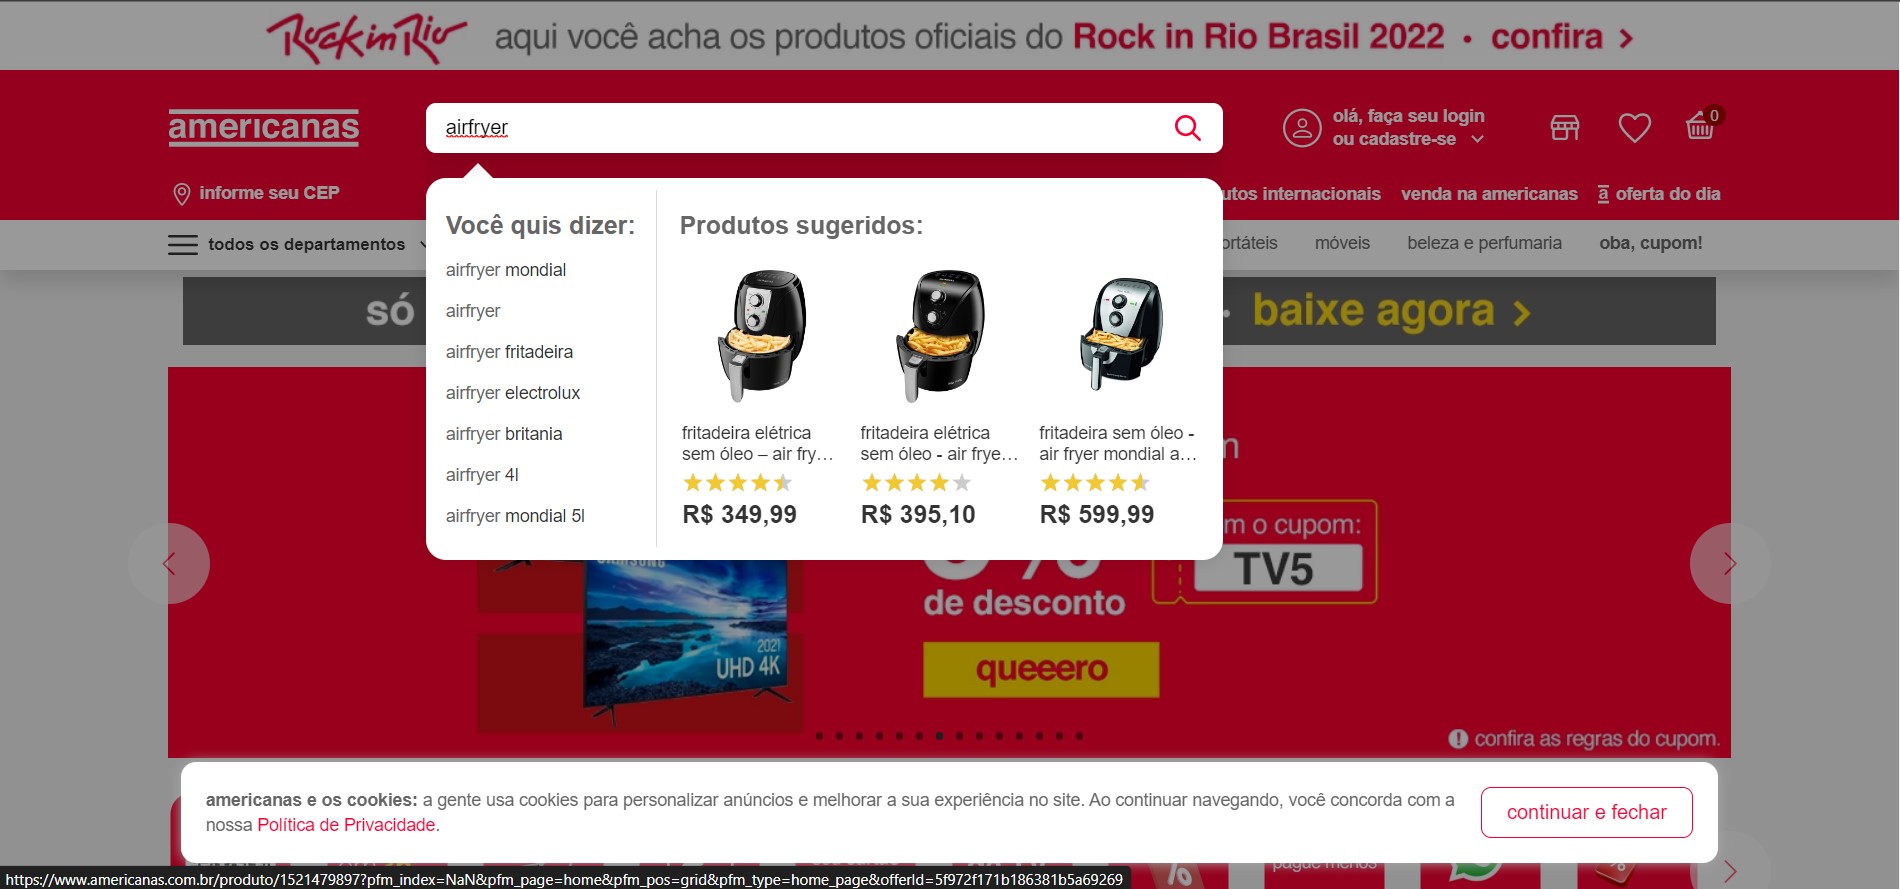 Rock in Rio aqui você acha os produtos oficiais do Rock in Rio Brasil 2022 • confira >
americanas
airfryer
olá, faça seu login
ou cadastre-se
0
informe seu CEP
internacionais venda na americanas a oferta do dia
todos os departamentos
móveis beleza e perfumaria oba, cupom!
só
• baixe agora >
Você quis dizer:
airfryer mondial
airfryer
airfryer fritadeira
airfryer electrolux
airfryer britania
airfryer 4l
airfryer mondial 5l
Produtos sugeridos:
fritadeira elétrica
sem óleo – air fry...
R$ 349,99
fritadeira elétrica
sem óleo - air frye...
R$ 395,10
fritadeira sem óleo -
air fryer mondial a...
R$ 599,99
o cupom:
TV5
de desconto
queeero
SAMSUNG
2021
UHD 4K
confira as regras do cupom.
americanas e os cookies: a gente usa cookies para personalizar anúncios e melhorar a sua experiência no site. Ao continuar navegando, você concorda com a
nossa Política de Privacidade.
continuar e fechar
pague menos
https://www.americanas.com.br/produto/1521479897?pfm_index=NaN&pfm_page=home&pfm_pos=grid&pfm_type=home_page&offerId=5f972f171b186381b5a69269